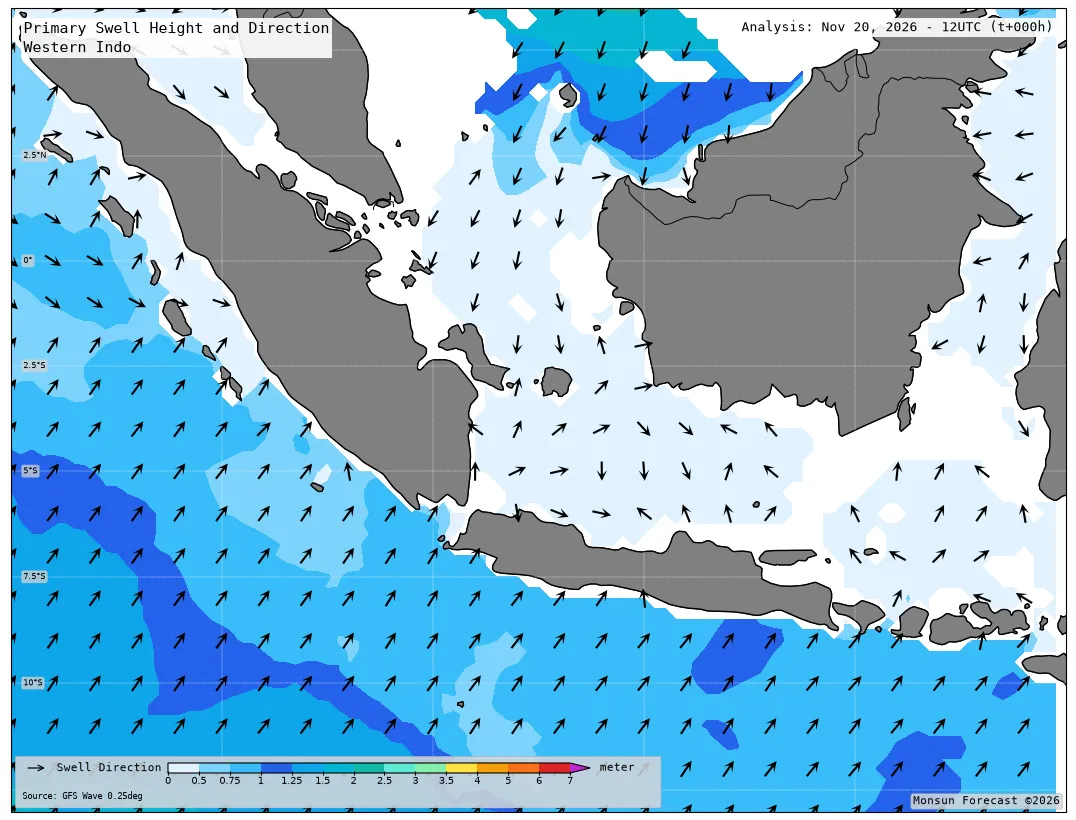 Primary Swell Height and Direction
Western Indo
Analysis: Nov 20, 2026 - 12UTC (t+000h)
2.5°N
0°
2.5°S
5°S
7.5°S
10°S
Swell Direction
meter
0 0.5 0.75 1 1.25 1.5 2 2.5 3 3.5 4 5 6 7
Source: GFS Wave 0.25deg
Monsun Forecast ©2026